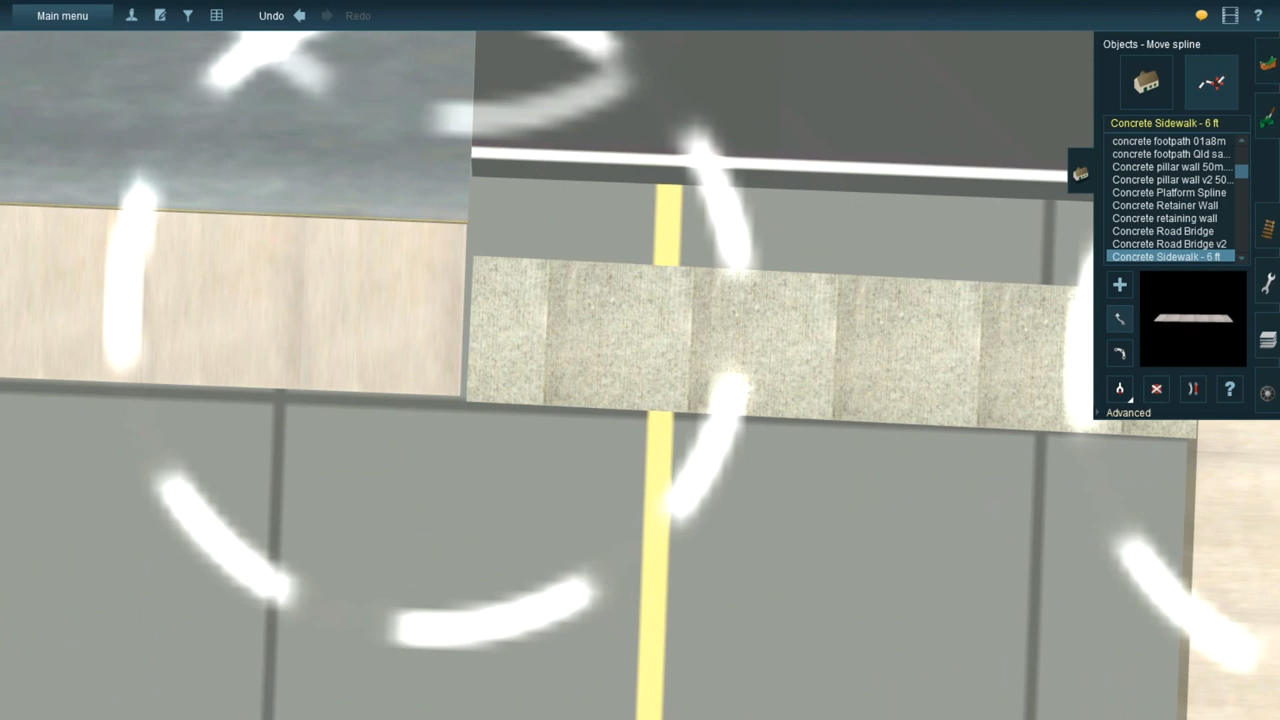 Main menu
Undo
Redo
?
Objects - Move spline
Concrete Sidewalk - 6 ft
concrete footpath 01a8m
concrete footpath Qld sa...
Concrete pillar wall 50m....
Concrete pillar wall v2 50...
Concrete Platform Spline
Concrete Retainer Wall
Concrete retaining wall
Concrete Road Bridge
Concrete Road Bridge v2
Concrete Sidewalk - 6 ft
?
Advanced